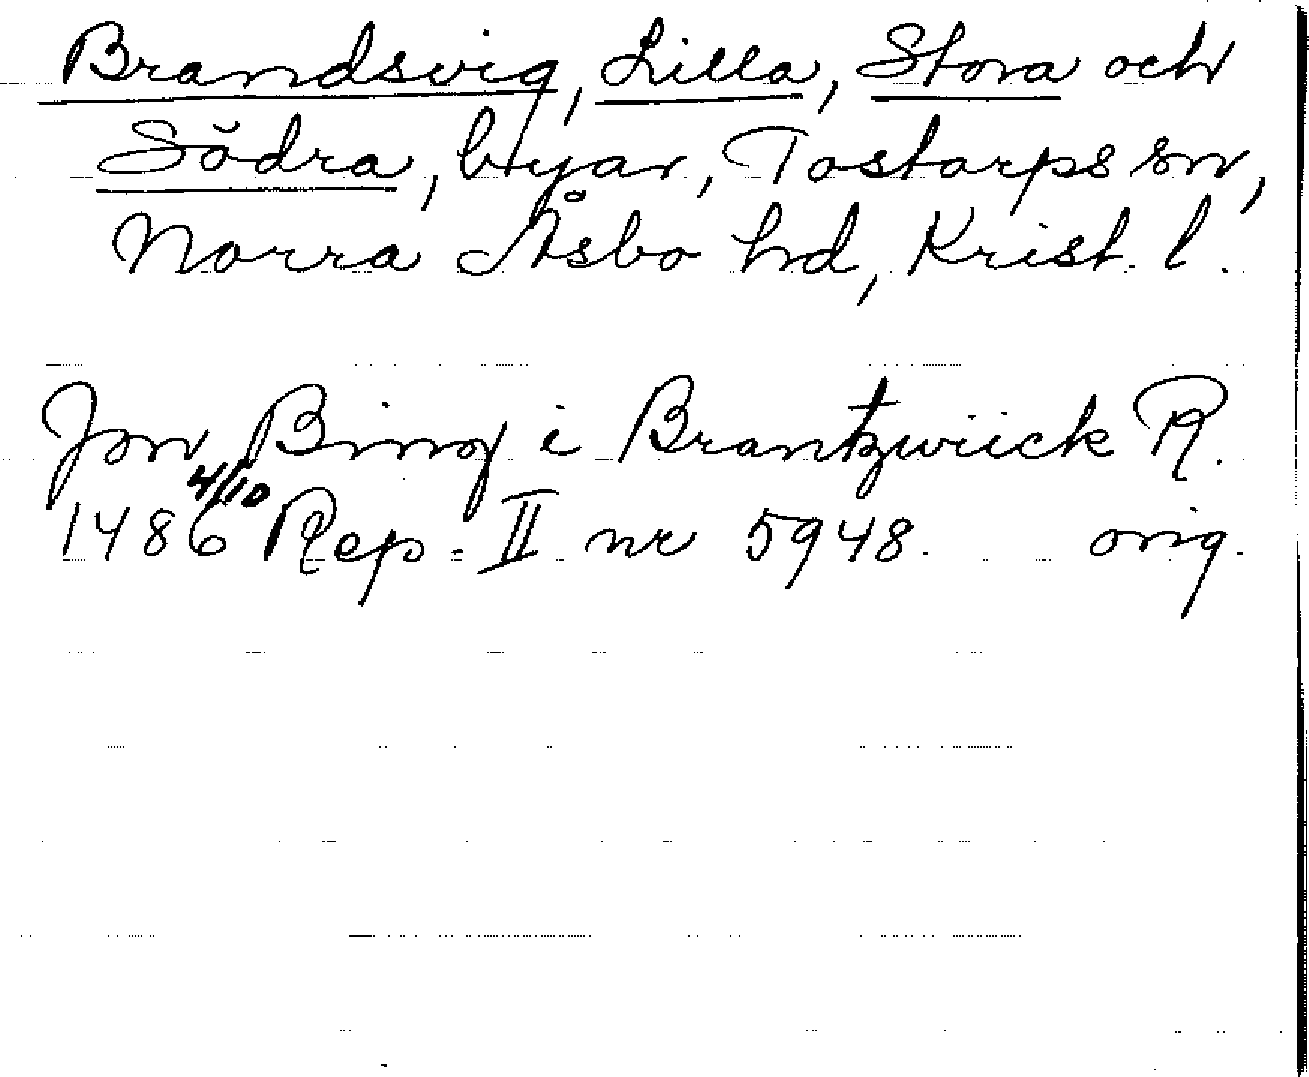 Brandsvig, Lilla, Stora och
Södra, byar, Tostarps sn,
Norra Åsbo hd, Krist. l.
Jon Bing i Brantzwiick R.
1486 4/10 Rep. II nr 5948. orig.